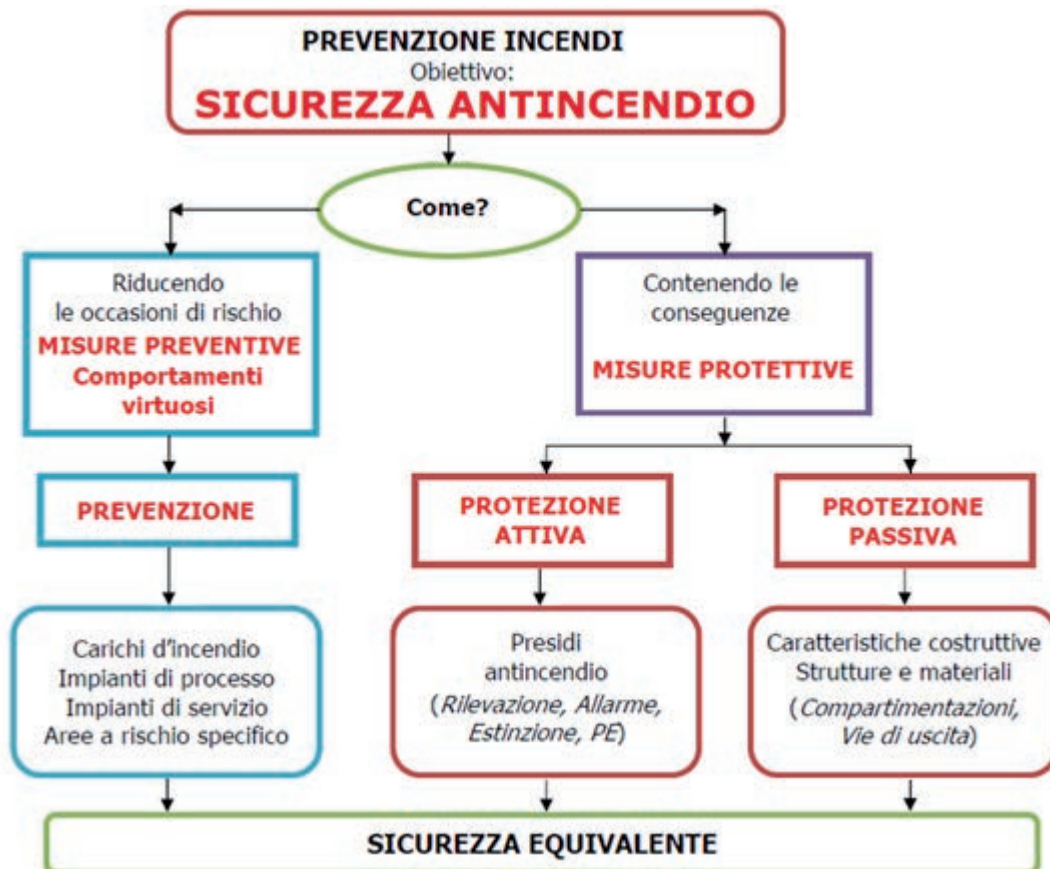 PREVENZIONE INCENDI
Obiettivo:
SICUREZZA ANTINCENDIO
Come?
Riducendo
le occasioni di rischio
MISURE PREVENTIVE
Comportamenti
virtuosi
Contenendo le
conseguenze
MISURE PROTETTIVE
PREVENZIONE
PROTEZIONE
ATTIVA
PROTEZIONE
PASSIVA
Carichi d'incendio
Impianti di processo
Impianti di servizio
Aree a rischio specifico
Presidi
antincendio
(Rilevazione, Allarme,
Estinzione, PE)
Caratteristiche costruttive
Strutture e materiali
(Compartimentazioni,
Vie di uscita)
SICUREZZA EQUIVALENTE